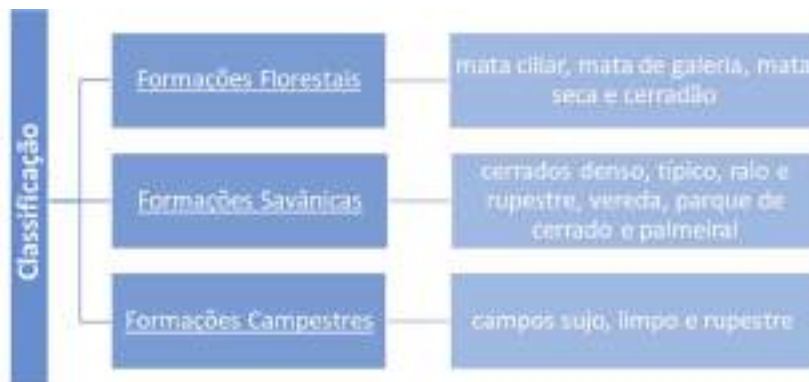 Classificação
Formações Florestais
mata ciliar, mata de galeria, mata
seca e cerradão
Formações Savânicas
cerrados denso, típico, ralo e
rupestre, vereda, parque de
cerrado e palmeiral
Formações Campestres
campos sujo, limpo e rupestre